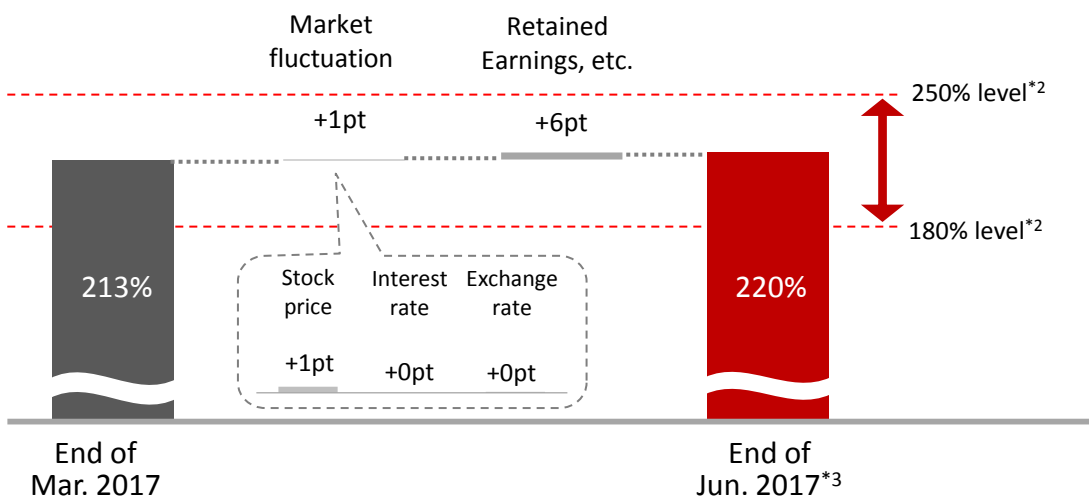 Market
fluctuation
Retained
Earnings, etc.
250% level*2
+1pt
+6pt
180% level*2
213%
Stock
price
Interest
rate
Exchange
rate
220%
+1pt
+0pt
+0pt
End of
Mar. 2017
End of
Jun. 2017*3